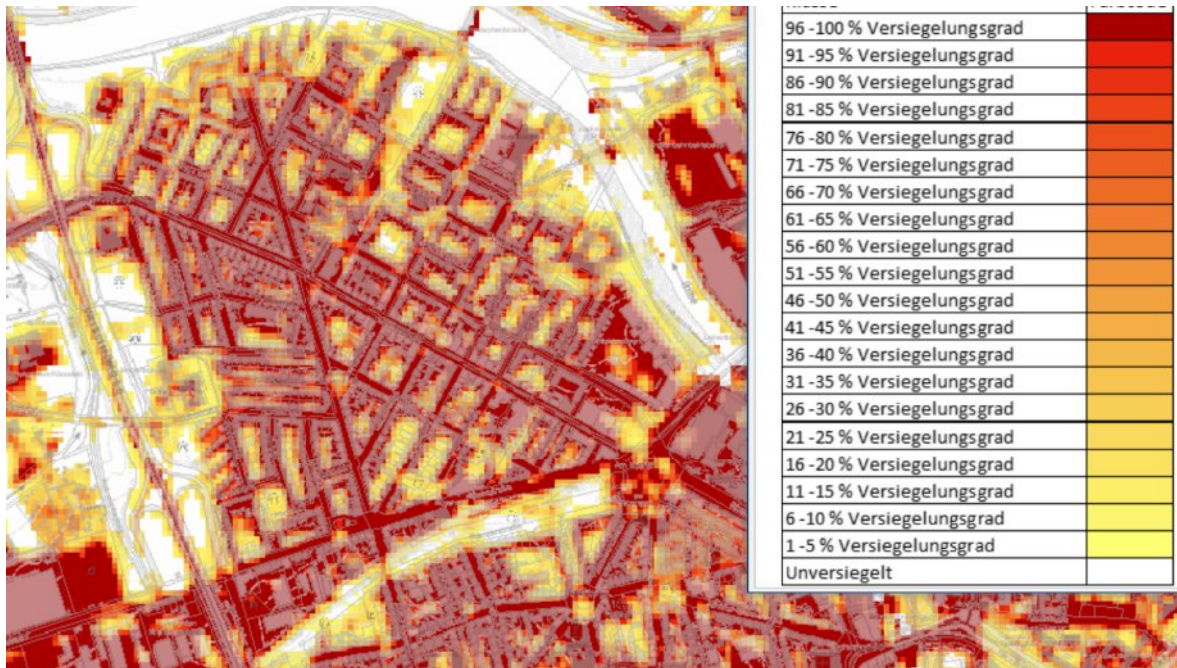 96 -100 % Versiegelungsgrad
91 -95 % Versiegelungsgrad
86 -90 % Versiegelungsgrad
81 -85 % Versiegelungsgrad
76 -80 % Versiegelungsgrad
71 -75 % Versiegelungsgrad
66 -70 % Versiegelungsgrad
61 -65 % Versiegelungsgrad
56 -60 % Versiegelungsgrad
51 -55 % Versiegelungsgrad
46 -50 % Versiegelungsgrad
41 -45 % Versiegelungsgrad
36 -40 % Versiegelungsgrad
31 -35 % Versiegelungsgrad
26 -30 % Versiegelungsgrad
21 -25 % Versiegelungsgrad
16 -20 % Versiegelungsgrad
11 -15 % Versiegelungsgrad
6 -10 % Versiegelungsgrad
1 -5 % Versiegelungsgrad
Unversiegelt